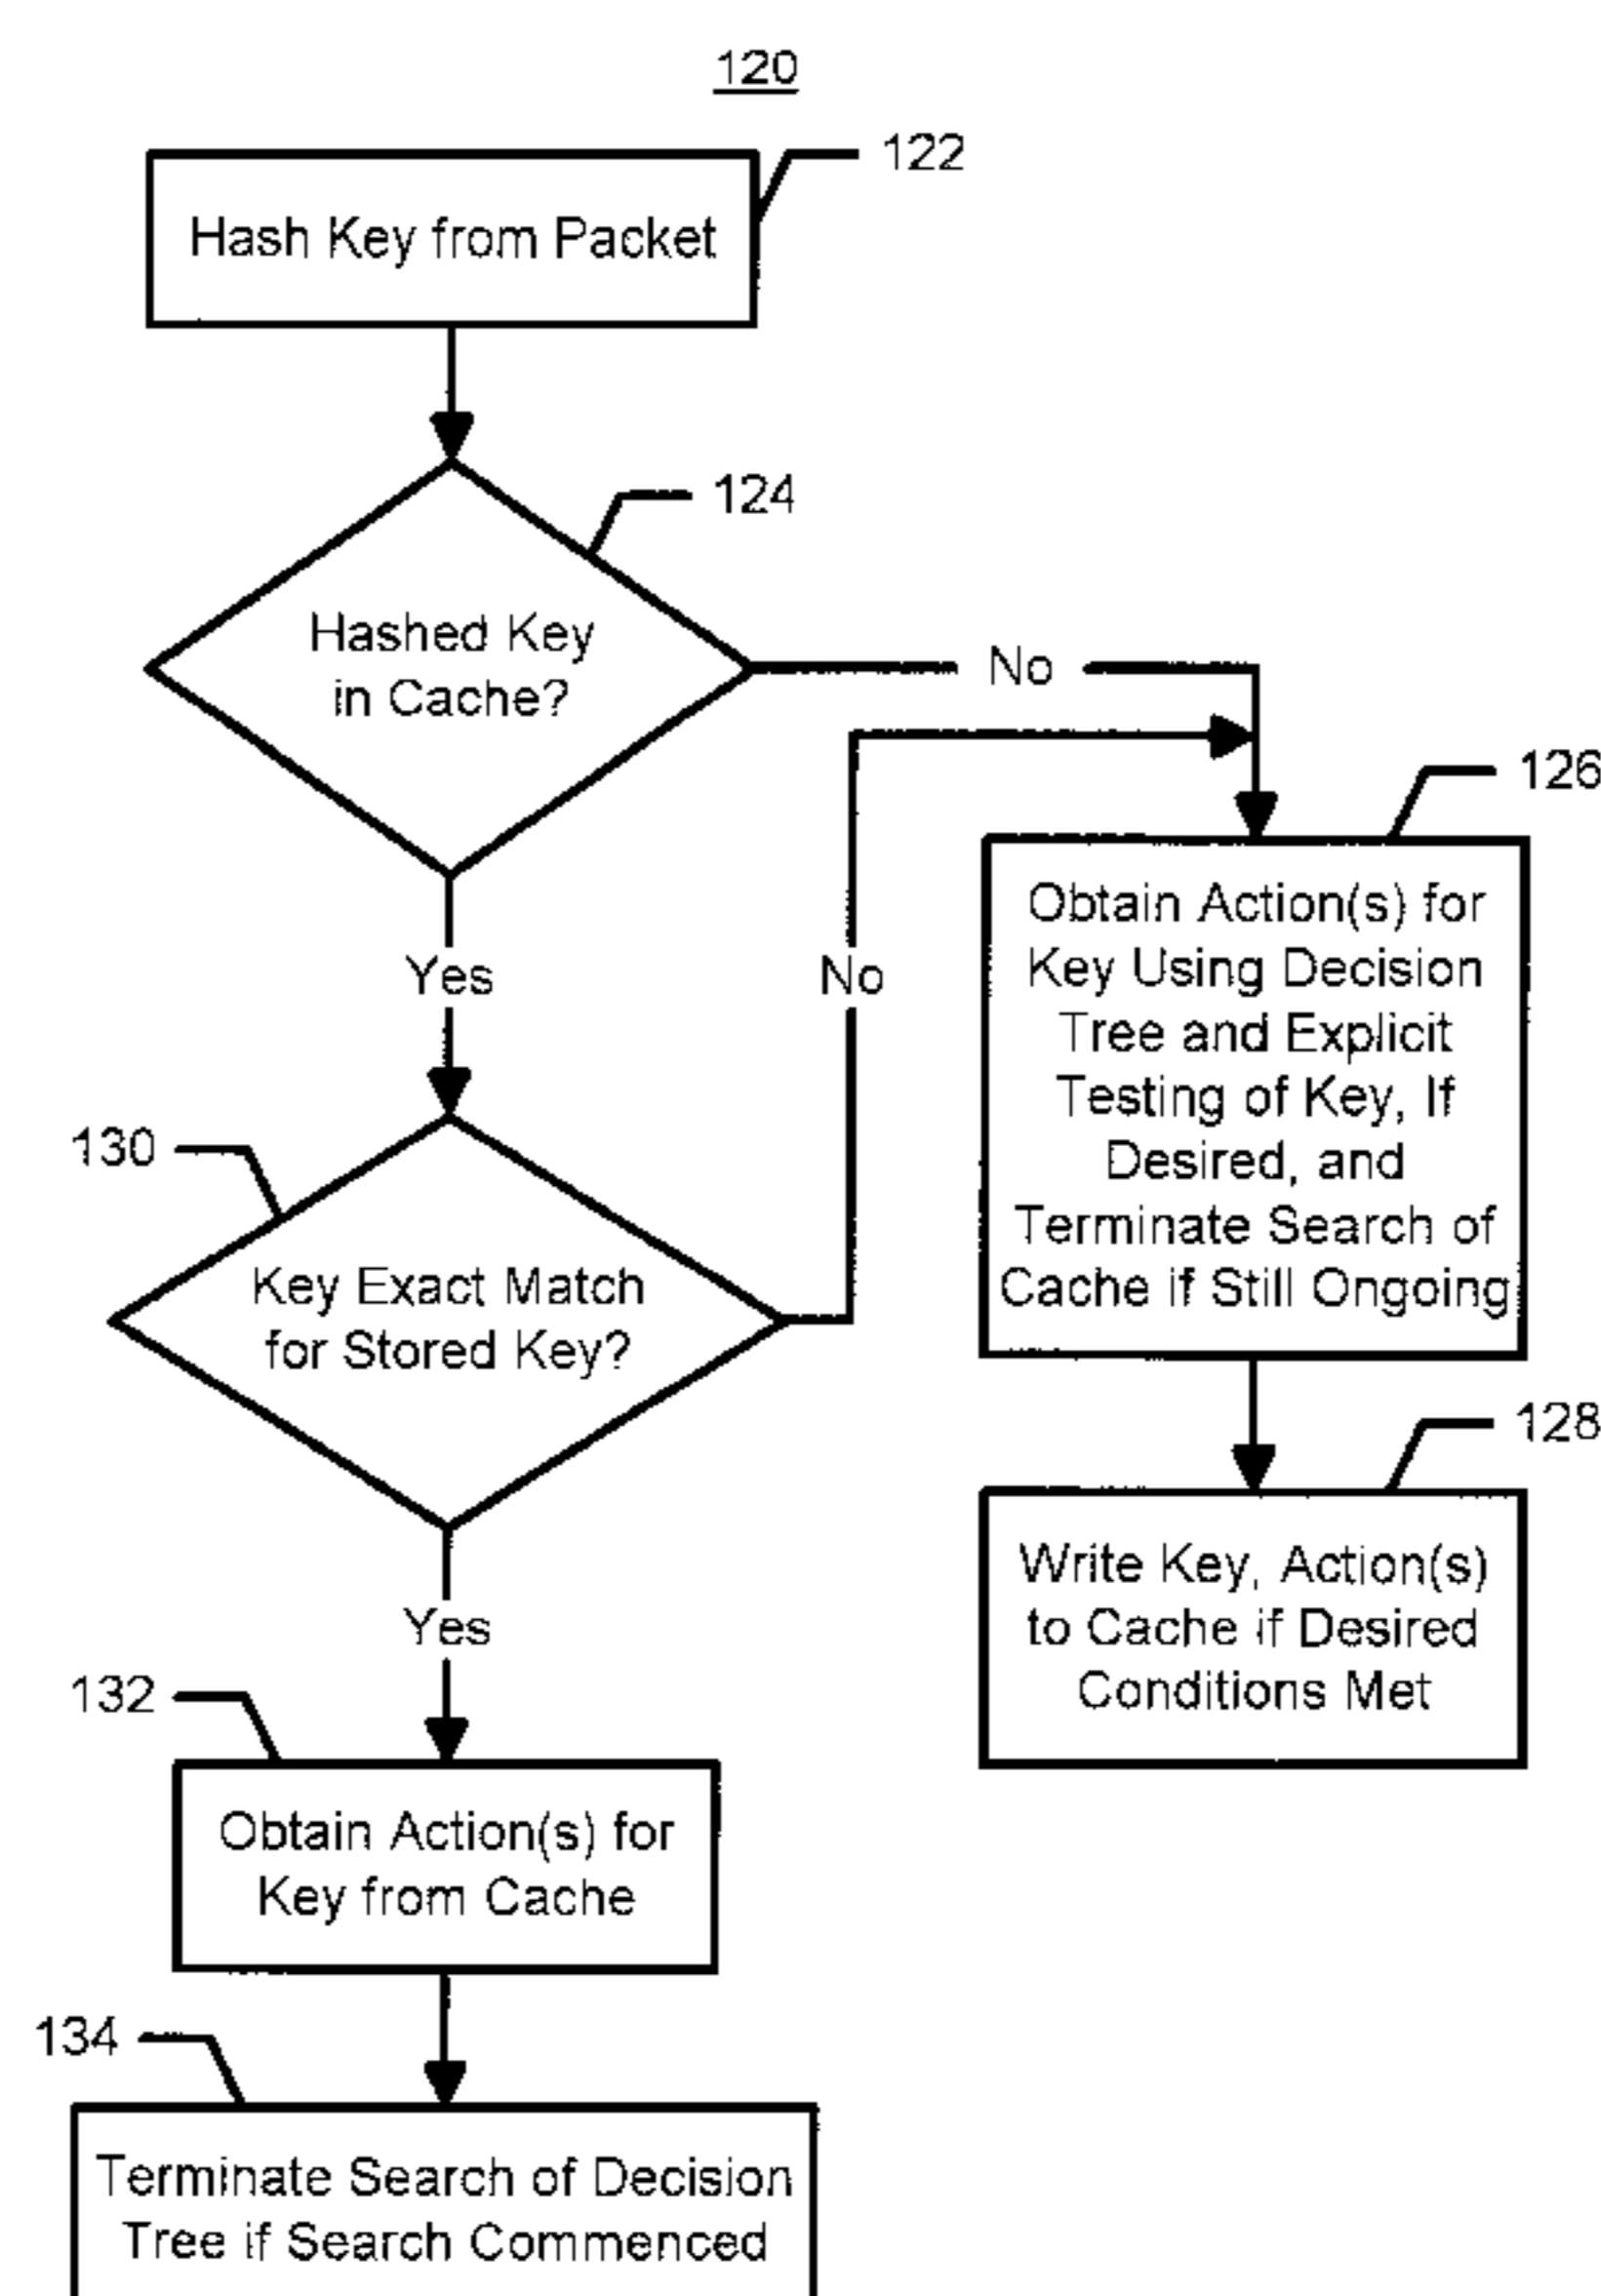 120
122
Hash Key from Packet
124
Hashed Key
in Cache?
No
126
Obtain Action(s) for
Key Using Decision
Tree and Explicit
Testing of Key, If
Desired, and
Terminate Search of
Cache if Still Ongoing
Yes
No
130
Key Exact Match
for Stored Key?
128
Write Key, Action(s)
to Cache if Desired
Conditions Met
Yes
132
Obtain Action(s) for
Key from Cache
134
Terminate Search of Decision
Tree if Search Commenced